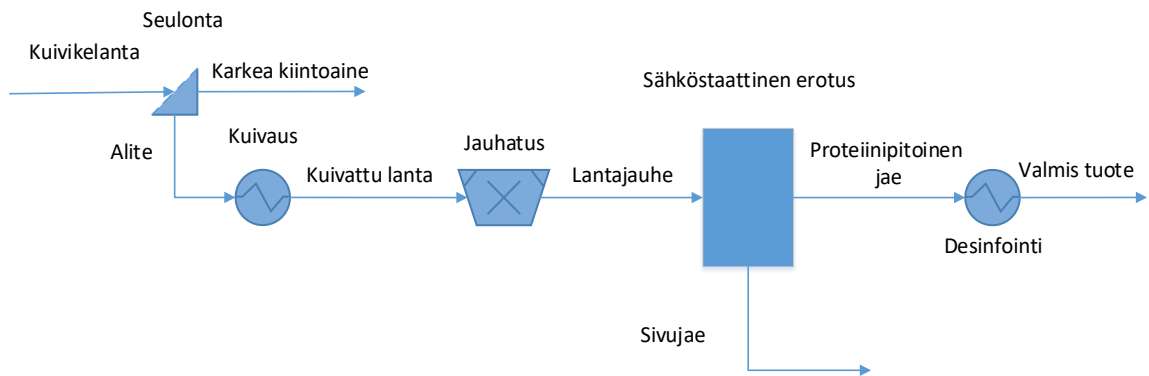 Seulonta
Kuivikelanta
Karkea kiintoaine
Sähköstaattinen erotus
Alite
Kuivaus
Jauhatus
Kuivattu lanta
Lantajauhe
Proteiinipitoinen
jae
Valmis tuote
Desinfointi
Sivujae